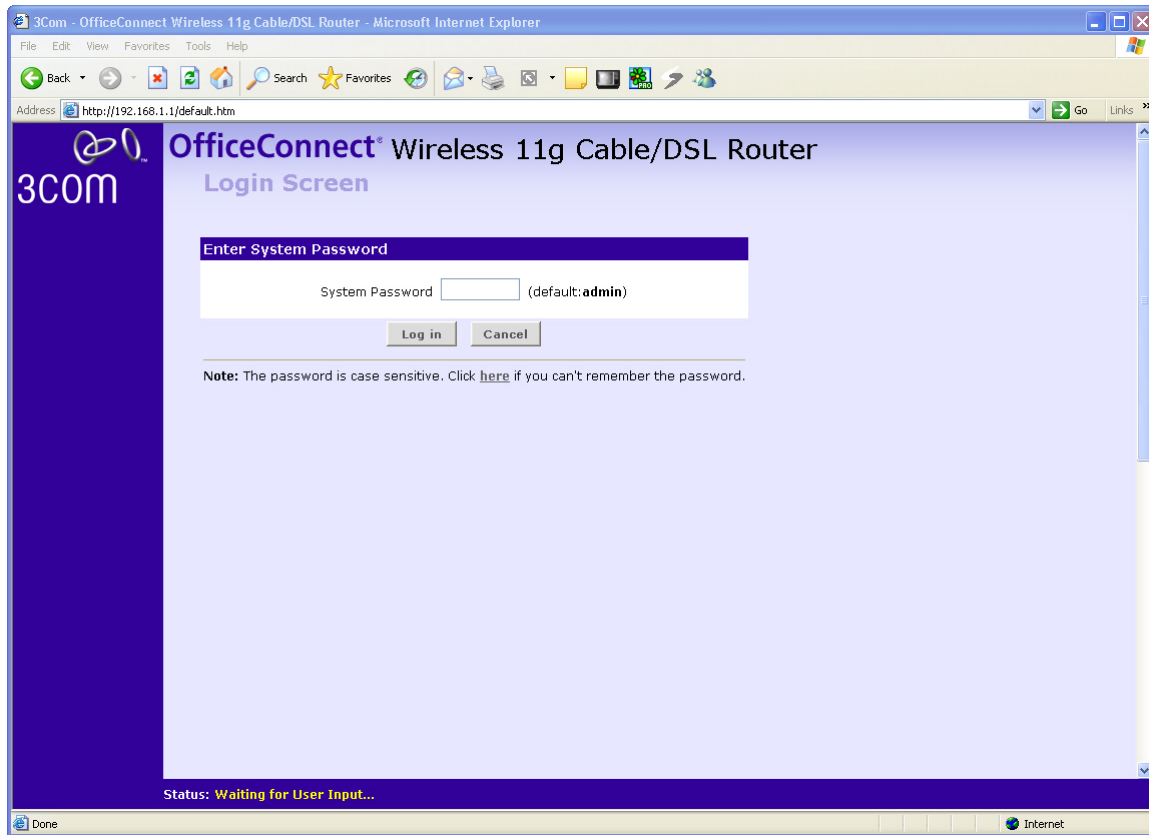 3Com - OfficeConnect Wireless 11g Cable/DSL Router - Microsoft Internet Explorer
File Edit View Favorites Tools Help
Back Search Favorites PRO
Address http://192.168.1.1/default.htm Go Links »
3COM ™
OfficeConnect® Wireless 11g Cable/DSL Router
Login Screen
Enter System Password
System Password (default:admin)
Log in Cancel
Note: The password is case sensitive. Click here if you can't remember the password.
Status: Waiting for User Input...
Done Internet